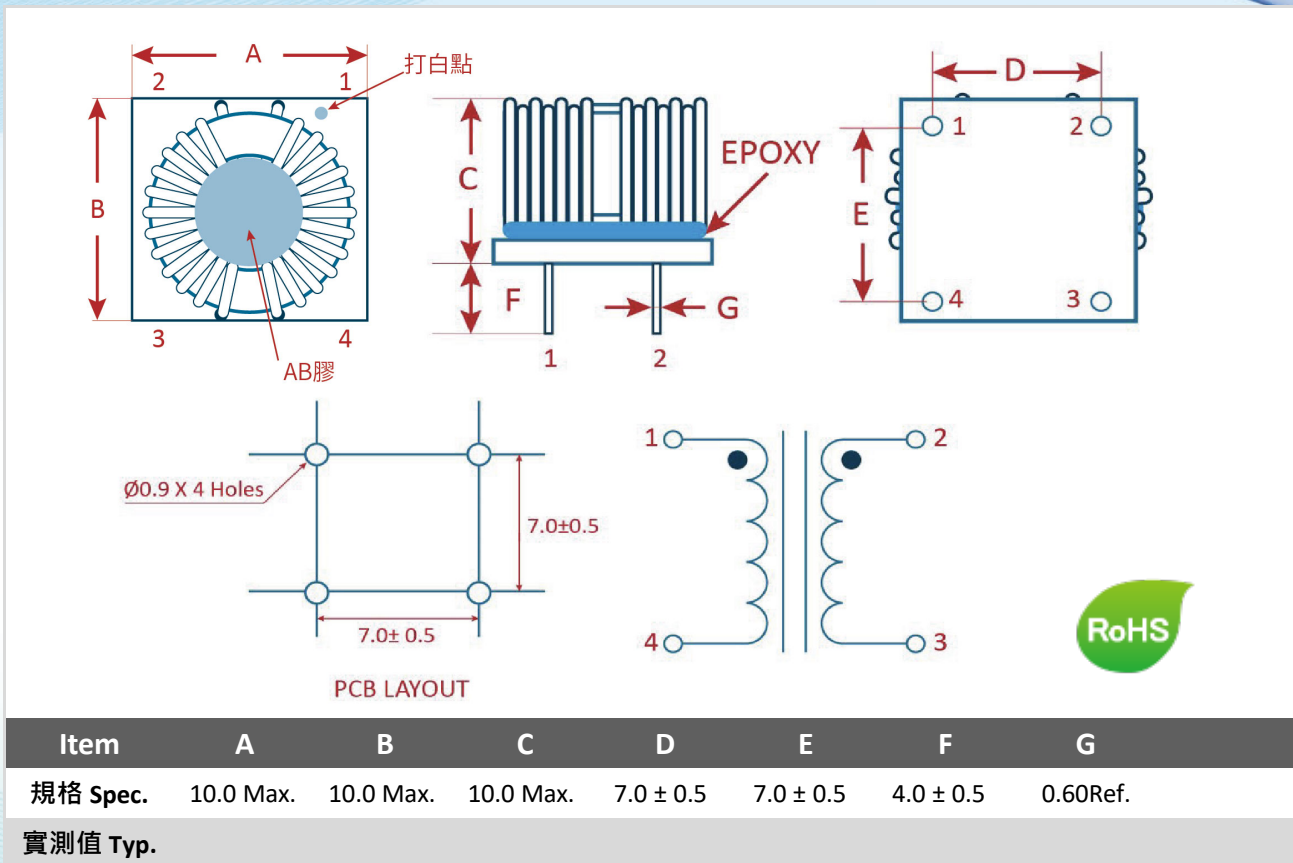 A
打白點
2
1
B
3
4
AB膠
C
EPOXY
F
G
1
2
D
1
2
E
4
3
Ø0.9 X 4 Holes
7.0±0.5
7.0± 0.5
PCB LAYOUT
1
2
4
3
RoHS
Item A B C D E F G
規格 Spec. 10.0 Max. 10.0 Max. 10.0 Max. 7.0 ± 0.5 7.0 ± 0.5 4.0 ± 0.5 0.60Ref.
實測值 Typ.